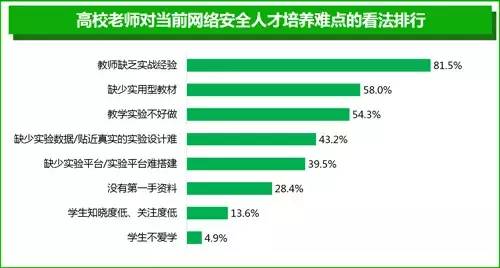 高校老师对当前网络安全人才培养难点的看法排行
教师缺乏实战经验 81.5%
缺少实用型教材 58.0%
教学实验不好做 54.3%
缺少实验数据/贴近真实的实验设计难 43.2%
缺少实验平台/实验平台难搭建 39.5%
没有第一手资料 28.4%
学生知晓度低、关注度低 13.6%
学生不爱学 4.9%